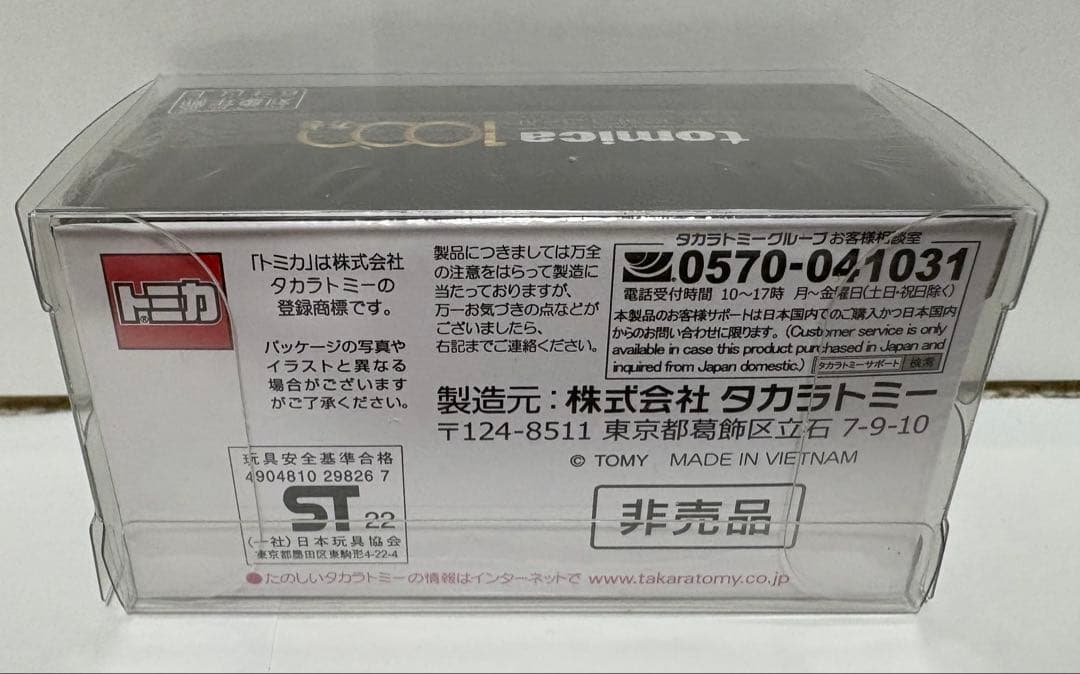 tomica 1000
トミカ®
「トミカ」は株式会社
タカラトミーの
登録商標です。
パッケージの写真や
イラストと異なる
場合がございます
がご了承ください。
製品につきましては万全
の注意をはらって製造に
当たっておりますが、
万一お気づきの点などが
ございましたら、
右記までご連絡ください。
タカラトミーグループお客様相談室
0570-041031
電話受付時間 10〜17時 月〜金曜日(土日・祝日除く)
本製品のお客様サポートは日本国内でのご購入かつ日本国内
からのお問い合わせに限ります。(Customer service is only
available in case this product purchased in Japan and
inquired from Japan domestic.) タカラトミーサポート 検索
製造元：株式会社 タカラトミー
〒124-8511 東京都葛飾区立石 7-9-10
© TOMY MADE IN VIETNAM
玩具安全基準合格
4904810 29826 7
ST 22
(一社)日本玩具協会
東京都墨田区東駒形4-22-4
非売品
●たのしいタカラトミーの情報はインターネットで www.takaratomy.co.jp